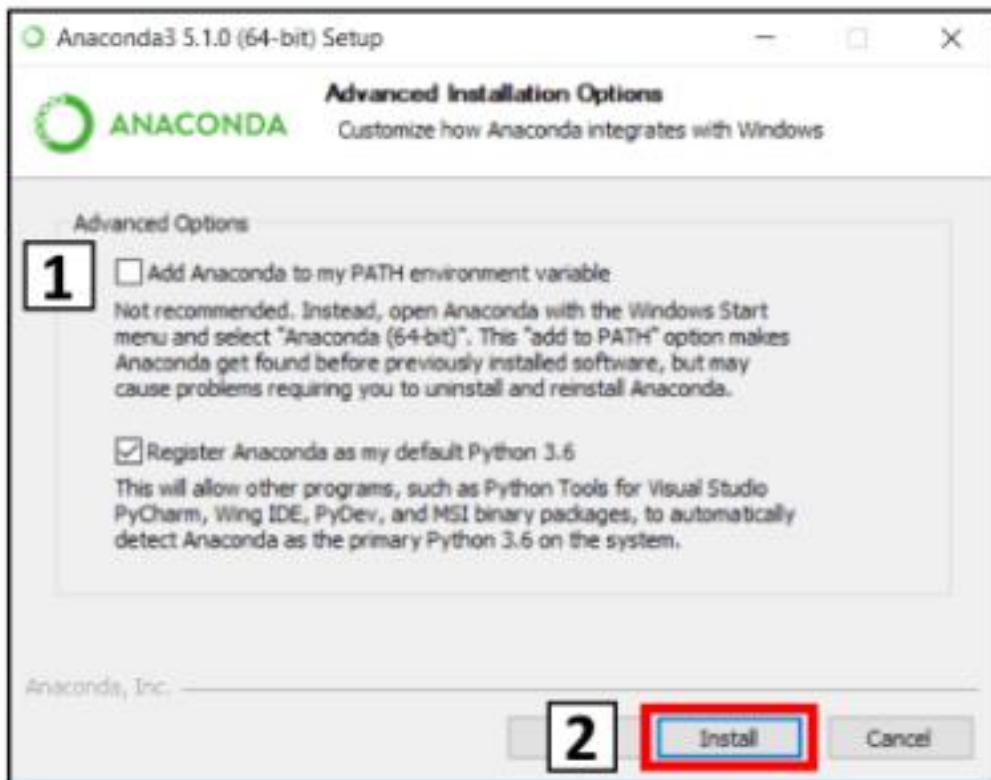 Anaconda3 5.1.0 (64-bit) Setup
ANACONDA
Advanced Installation Options
Customize how Anaconda integrates with Windows
Advanced Options
1
Add Anaconda to my PATH environment variable
Not recommended. Instead, open Anaconda with the Windows Start
menu and select "Anaconda (64-bit)". This "add to PATH" option makes
Anaconda get found before previously installed software, but may
cause problems requiring you to uninstall and reinstall Anaconda.
Register Anaconda as my default Python 3.6
This will allow other programs, such as Python Tools for Visual Studio
PyCharm, Wing IDE, PyDev, and MSI binary packages, to automatically
detect Anaconda as the primary Python 3.6 on the system.
Anaconda, Inc.
2
Install
Cancel